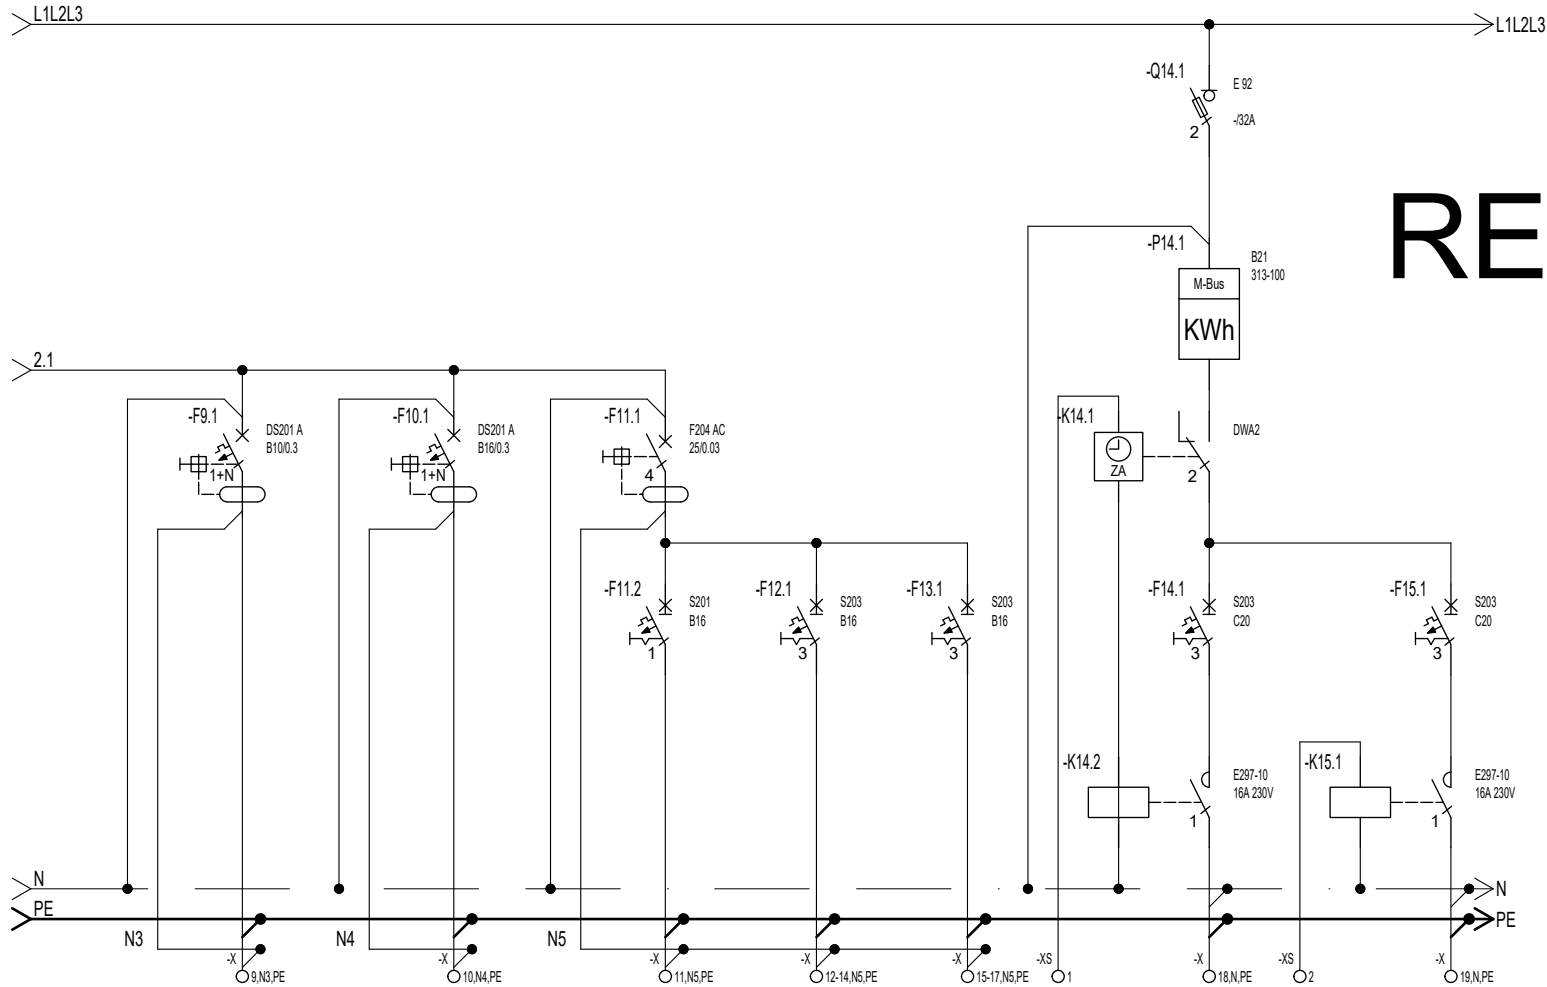 L1L2L3
L1L2L3
-Q14.1
E 92
-/32A
2
RE
-P14.1
B21
313-100
M-Bus
KWh
2.1
-F9.1
DS201 A
B10/0.3
1+N
-F10.1
DS201 A
B16/0.3
1+N
-F11.1
F204 AC
25/0.03
4
-K14.1
ZA
DWA2
2
-F11.2
S201
B16
1
-F12.1
S203
B16
3
-F13.1
S203
B16
3
-F14.1
S203
C20
3
-F15.1
S203
C20
3
-K14.2
E297-10
16A 230V
1
-K15.1
E297-10
16A 230V
1
N
N
PE
PE
N3
N4
N5
-X
9,N3,PE
-X
10,N4,PE
-X
11,N5,PE
-X
12-14,N5,PE
-X
15-17,N5,PE
-XS
1
-X
18,N,PE
-XS
2
-X
19,N,PE